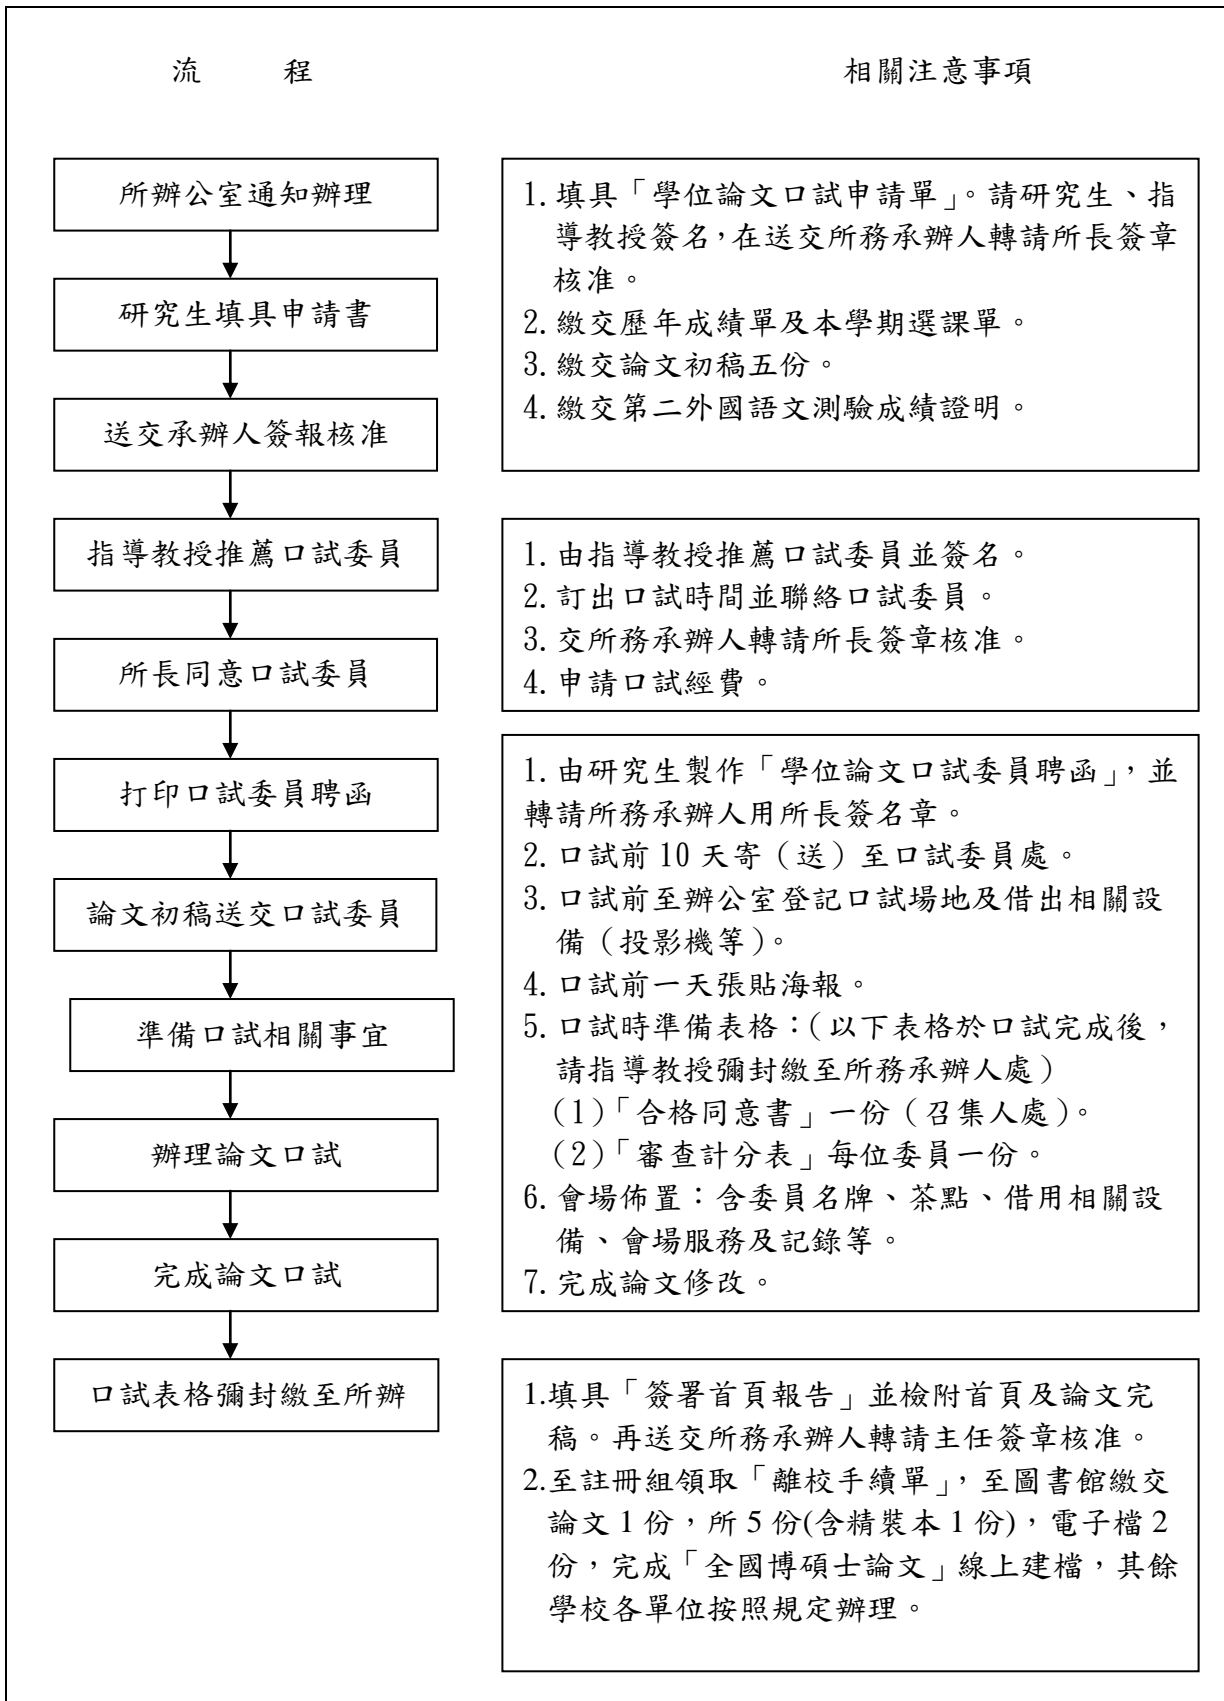 流 程
相關注意事項
所辦公室通知辦理
研究生填具申請書
送交承辦人簽報核准
1. 填具「學位論文口試申請單」。請研究生、指
導教授簽名,在送交所務承辦人轉請所長簽章
核准。
2. 繳交歷年成績單及本學期選課單。
3. 繳交論文初稿五份。
4. 繳交第二外國語文測驗成績證明。
指導教授推薦口試委員
所長同意口試委員
1. 由指導教授推薦口試委員並簽名。
2. 訂出口試時間並聯絡口試委員。
3. 交所務承辦人轉請所長簽章核准。
4. 申請口試經費。
打印口試委員聘函
論文初稿送交口試委員
準備口試相關事宜
辦理論文口試
完成論文口試
1. 由研究生製作「學位論文口試委員聘函」,並
轉請所務承辦人用所長簽名章。
2. 口試前 10 天寄（送）至口試委員處。
3. 口試前至辦公室登記口試場地及借出相關設
備（投影機等）。
4. 口試前一天張貼海報。
5. 口試時準備表格：（以下表格於口試完成後，
請指導教授彌封繳至所務承辦人處）
(1)「合格同意書」一份（召集人處）。
(2)「審查計分表」每位委員一份。
6. 會場佈置：含委員名牌、茶點、借用相關設
備、會場服務及記錄等。
7. 完成論文修改。
口試表格彌封繳至所辦
1.填具「簽署首頁報告」並檢附首頁及論文完
稿。再送交所務承辦人轉請主任簽章核准。
2.至註冊組領取「離校手續單」，至圖書館繳交
論文 1 份，所 5 份(含精裝本 1 份)，電子檔 2
份，完成「全國博碩士論文」線上建檔，其餘
學校各單位按照規定辦理。